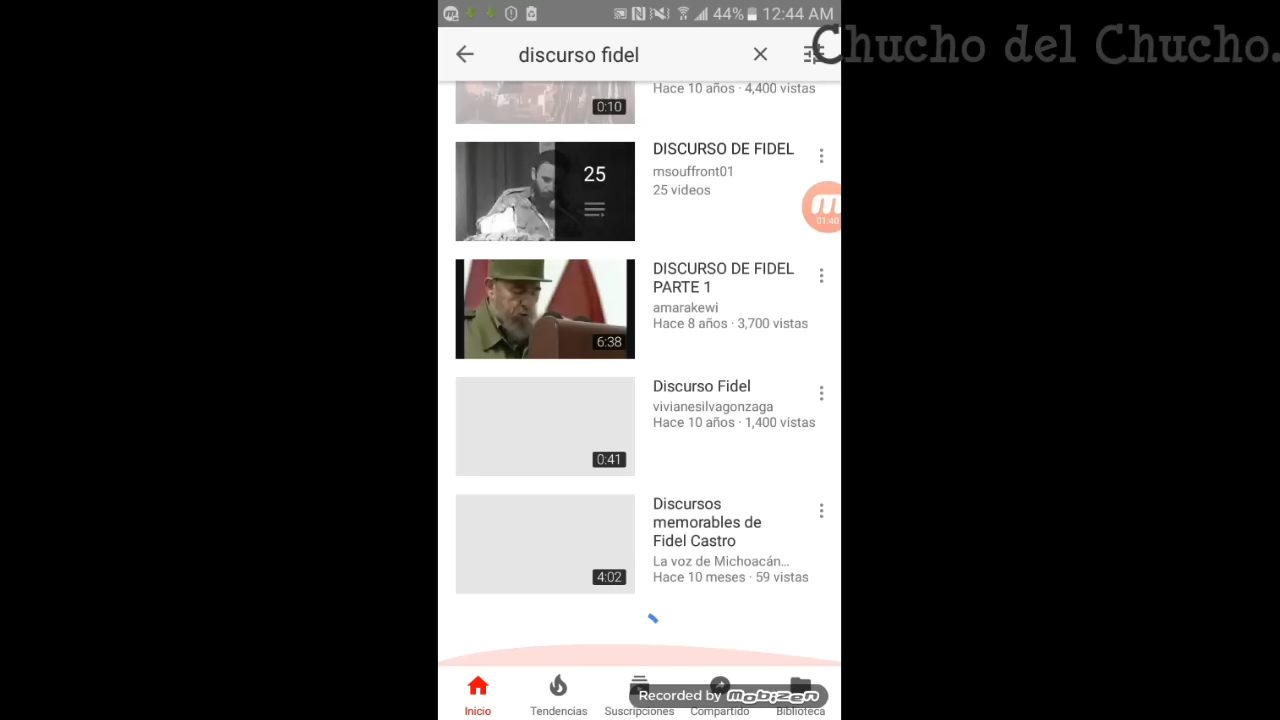 44% 12:44 AM
Chucho del Chucho.
discurso fidel
Hace 10 años · 4,400 vistas
0:10
DISCURSO DE FIDEL
25
msouffront01
25 videos
01:40
DISCURSO DE FIDEL
PARTE 1
amarakewi
Hace 8 años · 3,700 vistas
6:38
Discurso Fidel
vivianesilvagonzaga
Hace 10 años · 1,400 vistas
0:41
Discursos
memorables de
Fidel Castro
La voz de Michoacán...
Hace 10 meses · 59 vistas
4:02
Recorded by mobizen
Inicio
Tendencias
Suscripciones
Compartido
Biblioteca